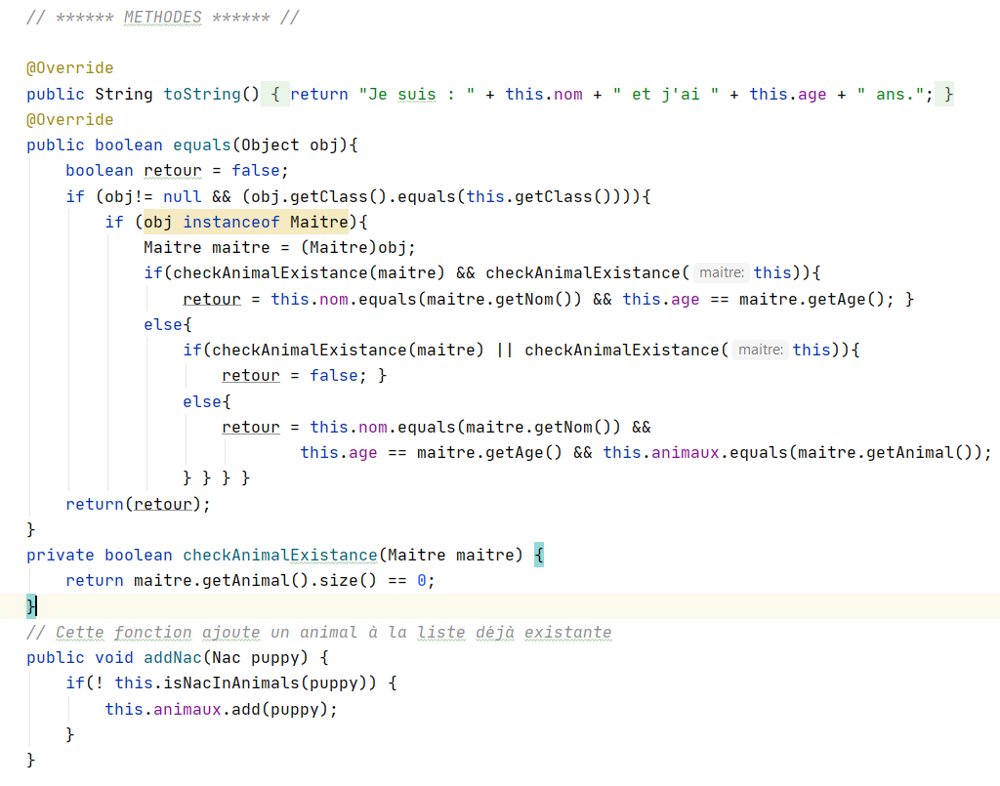 // ****** METHODES ****** //
@Override
public String toString() { return "Je suis : " + this.nom + " et j'ai " + this.age + " ans."; }
@Override
public boolean equals(Object obj){
boolean retour = false;
if (obj!= null && (obj.getClass().equals(this.getClass()))){
if (obj instanceof Maitre){
Maitre maitre = (Maitre)obj;
if(checkAnimalExistance(maitre) && checkAnimalExistance( maitre: this)){
retour = this.nom.equals(maitre.getNom()) && this.age == maitre.getAge(); }
else{
if(checkAnimalExistance(maitre) || checkAnimalExistance( maitre: this)){
retour = false; }
else{
retour = this.nom.equals(maitre.getNom()) &&
this.age == maitre.getAge() && this.animaux.equals(maitre.getAnimal());
} } } }
return(retour);
}
private boolean checkAnimalExistance(Maitre maitre) {
return maitre.getAnimal().size() == 0;
}
// Cette fonction ajoute un animal à la liste déjà existante
public void addNac(Nac puppy) {
if(! this.isNacInAnimals(puppy)) {
this.animaux.add(puppy);
}
}